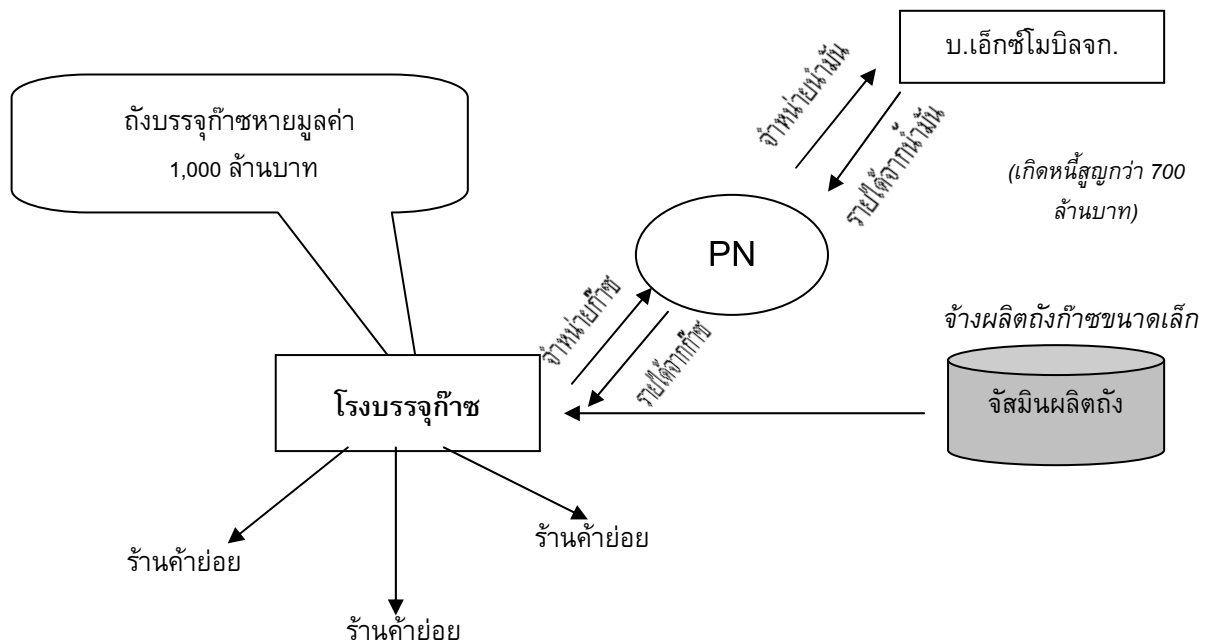 บ.เอ็กซ์โมบิลจก.
ถังบรรจุก๊าซหายมูลค่า
1,000 ล้านบาท
จำหน่ายน้ำมัน
รายได้จากน้ำมัน
(เกิดหนี้สูญกว่า 700
ล้านบาท)
PN
จำหน่ายก๊าซ
รายได้จากก๊าซ
จ้างผลิตถังก๊าซขนาดเล็ก
โรงบรรจุก๊าซ
จัสมินผลิตถัง
ร้านค้าย่อย
ร้านค้าย่อย
ร้านค้าย่อย